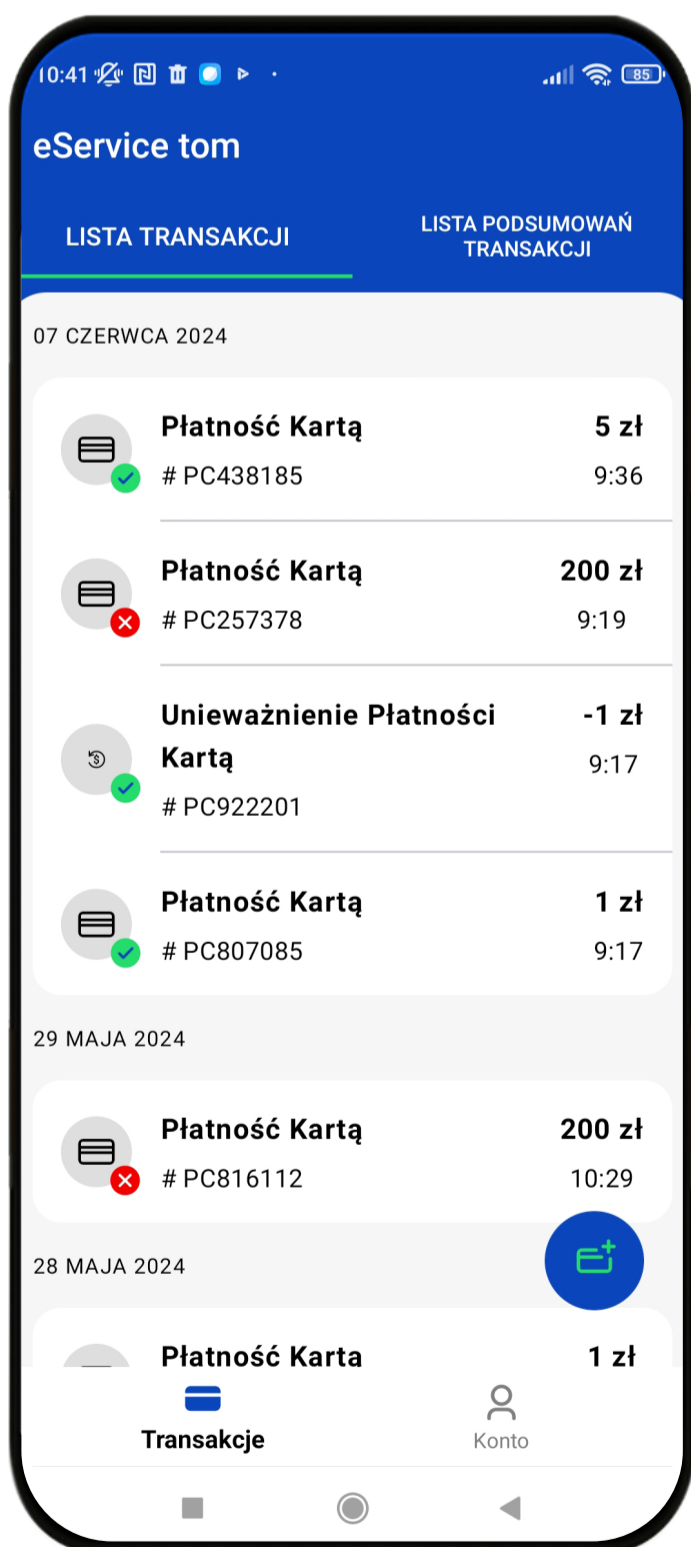 10:41
85
eService tom
LISTA TRANSAKCJI
LISTA PODSUMOWAŃ
TRANSAKCJI
07 CZERWCA 2024
Płatność Kartą 5 zł
# PC438185 9:36
Płatność Kartą 200 zł
# PC257378 9:19
Unieważnienie Płatności -1 zł
Kartą 9:17
# PC922201
Płatność Kartą 1 zł
# PC807085 9:17
29 MAJA 2024
Płatność Kartą 200 zł
# PC816112 10:29
28 MAJA 2024
Płatność Kartą 1 zł
Transakcje Konto